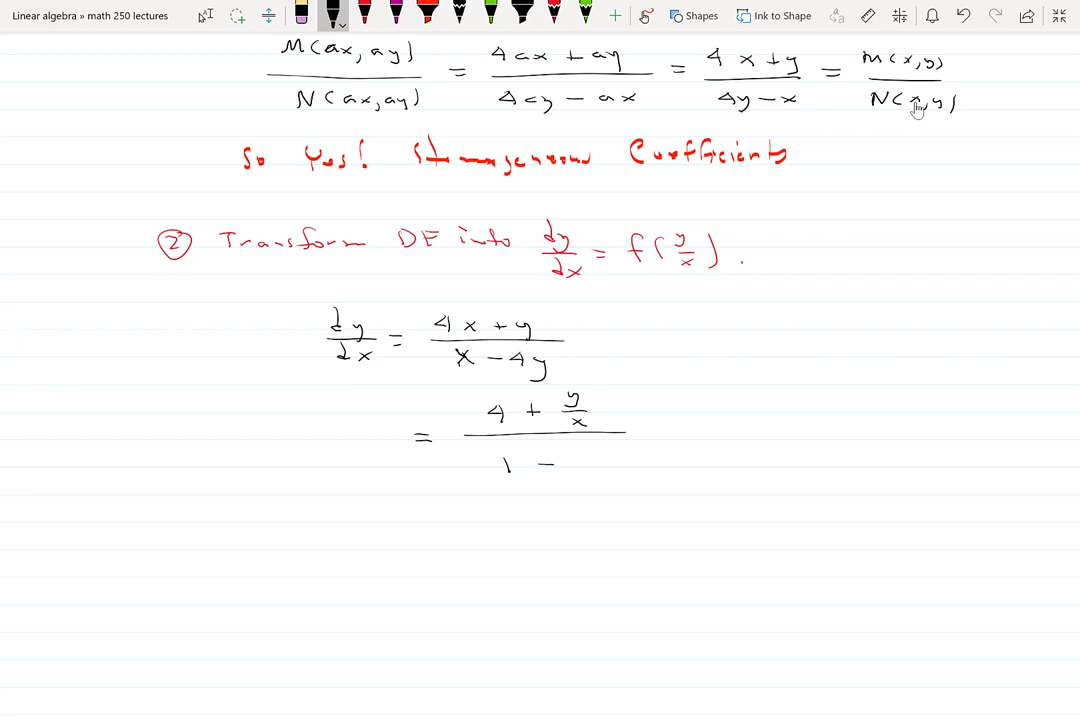 Linear algebra » math 250 lectures
Shapes
Ink to Shape
M(ax, ay) / N(ax, ay) = 4ax + ay / 4ay − ax = 4x + y / 4y − x = M(x,y) / N(x,y)
So Yes! Homogeneous Coefficients
② Transform DE into dy/dx = f(y/x).
dy/dx = 4x + y / x − 4y
= 4 + y/x / 1 −